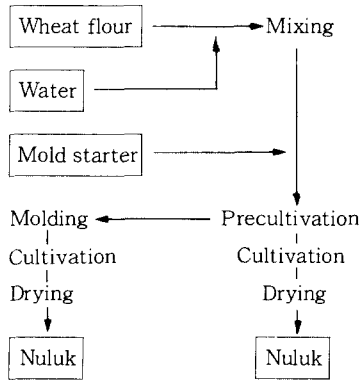 Wheat flour Mixing
Water
Mold starter
Molding Precultivation
Cultivation Cultivation
Drying Drying
Nuluk Nuluk